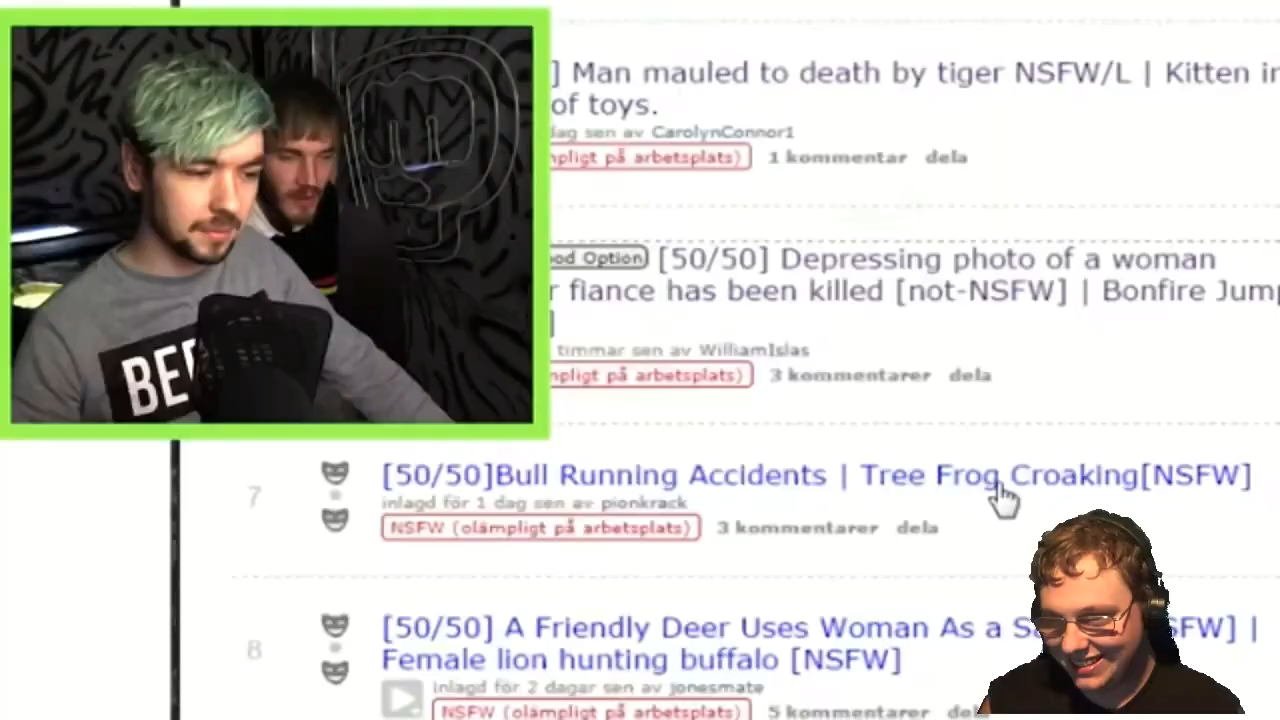 ] Man mauled to death by tiger NSFW/L | Kitten in
of toys.
dag sen av CarolynConnor1
mpligt på arbetsplats) 1 kommentar dela
ood Option [50/50] Depressing photo of a woman
r fiance has been killed [not-NSFW] | Bonfire Jump
]
timmar sen av WilliamIslas
mpligt på arbetsplats) 3 kommentarer dela
BEE
7
[50/50]Bull Running Accidents | Tree Frog Croaking[NSFW]
inlagd för 1 dag sen av pionkrack
NSFW (olämpligt på arbetsplats) 3 kommentarer dela
8
[50/50] A Friendly Deer Uses Woman As a S SFW] |
Female lion hunting buffalo [NSFW]
inlagd för 2 dagar sen av jonesmate
NSFW (olämpligt på arbetsplats) 5 kommentarer del